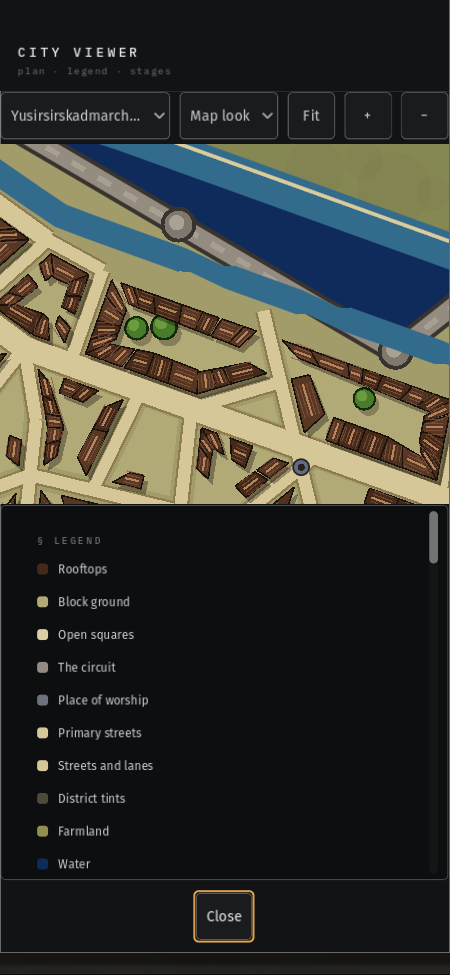 CITY VIEWER
plan · legend · stages
Yusirsirskadmarch...
Map look
Fit
+
−
§ LEGEND
Rooftops
Block ground
Open squares
The circuit
Place of worship
Primary streets
Streets and lanes
District tints
Farmland
Water
Close